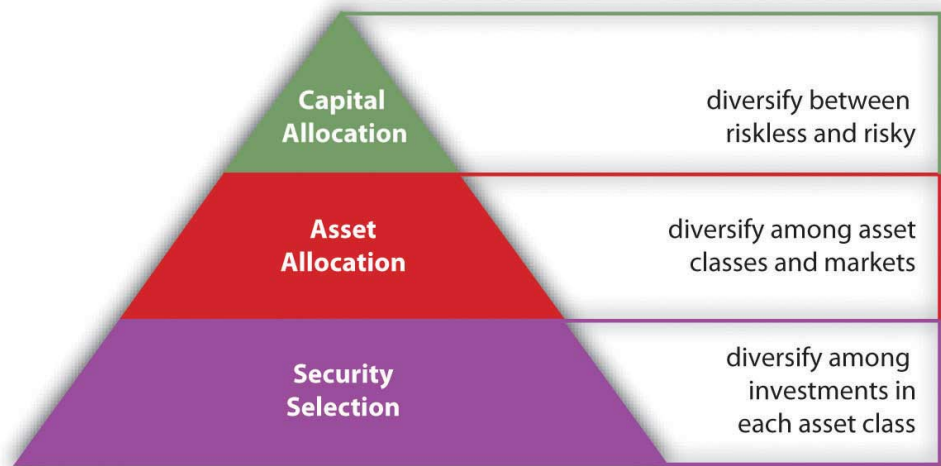 Capital
Allocation
diversify between
riskless and risky
Asset
Allocation
diversify among asset
classes and markets
Security
Selection
diversify among
investments in
each asset class